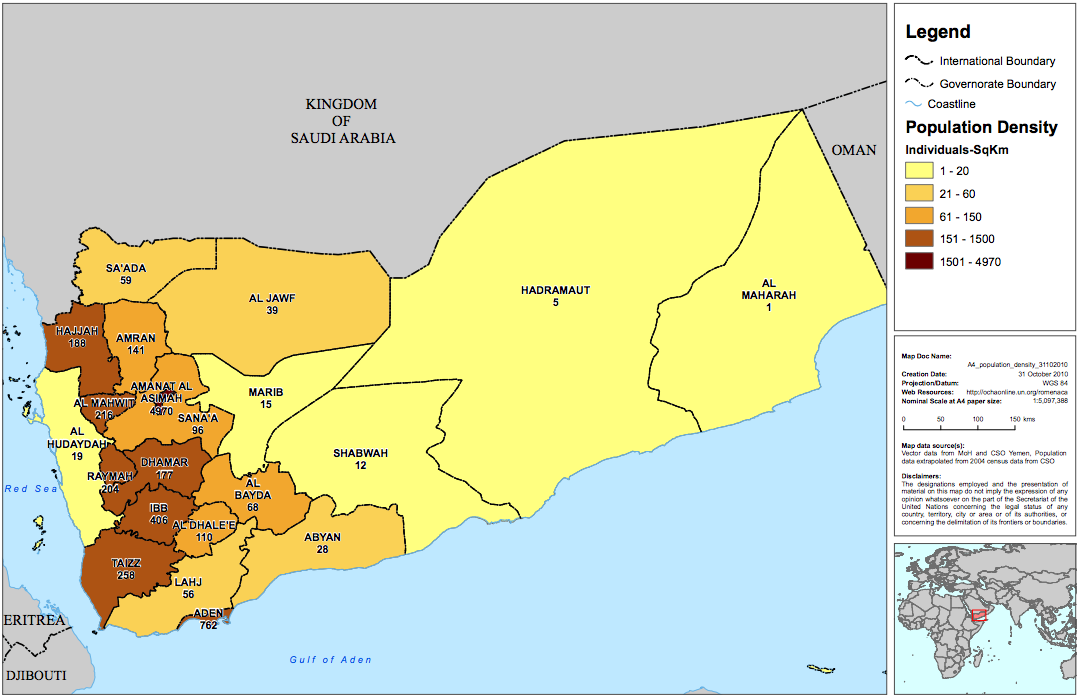 KINGDOM
OF
SAUDI ARABIA
OMAN
SA'ADA
59
AL JAWF
39
HADRAMAUT
5
AL
MAHARAH
1
HAJJAH
188
AMRAN
141
AMANAT AL
ASIMAH
4970
MARIB
15
AL MAHWIT
216
SANA'A
96
AL
HUDAYDAH
19
SHABWAH
12
DHAMAR
177
RAYMAH
204
AL
BAYDA
68
IBB
406
AL DHALE'E
110
ABYAN
28
TAIZZ
258
LAHJ
56
ADEN
762
Red Sea
ERITREA
DJIBOUTI
Gulf of Aden
Legend
International Boundary
Governorate Boundary
Coastline
Population Density
Individuals-SqKm
1 - 20
21 - 60
61 - 150
151 - 1500
1501 - 4970
Map Doc Name:
A4_population_density_31102010
Creation Date: 31 October 2010
Projection/Datum: WGS 84
Web Resources: http://ochaonline.un.org/romenaca
Nominal Scale at A4 paper size: 1:5,097,388
0 50 100 150 kms
Map data source(s):
Vector data from MoH and CSO Yemen, Population
data extrapolated from 2004 census data from CSO
Disclaimers:
The designations employed and the presentation of
material on this map do not imply the expression of any
opinion whatsoever on the part of the Secretariat of the
United Nations concerning the legal status of any
country, territory, city or area or of its authorities, or
concerning the delimitation of its frontiers or boundaries.